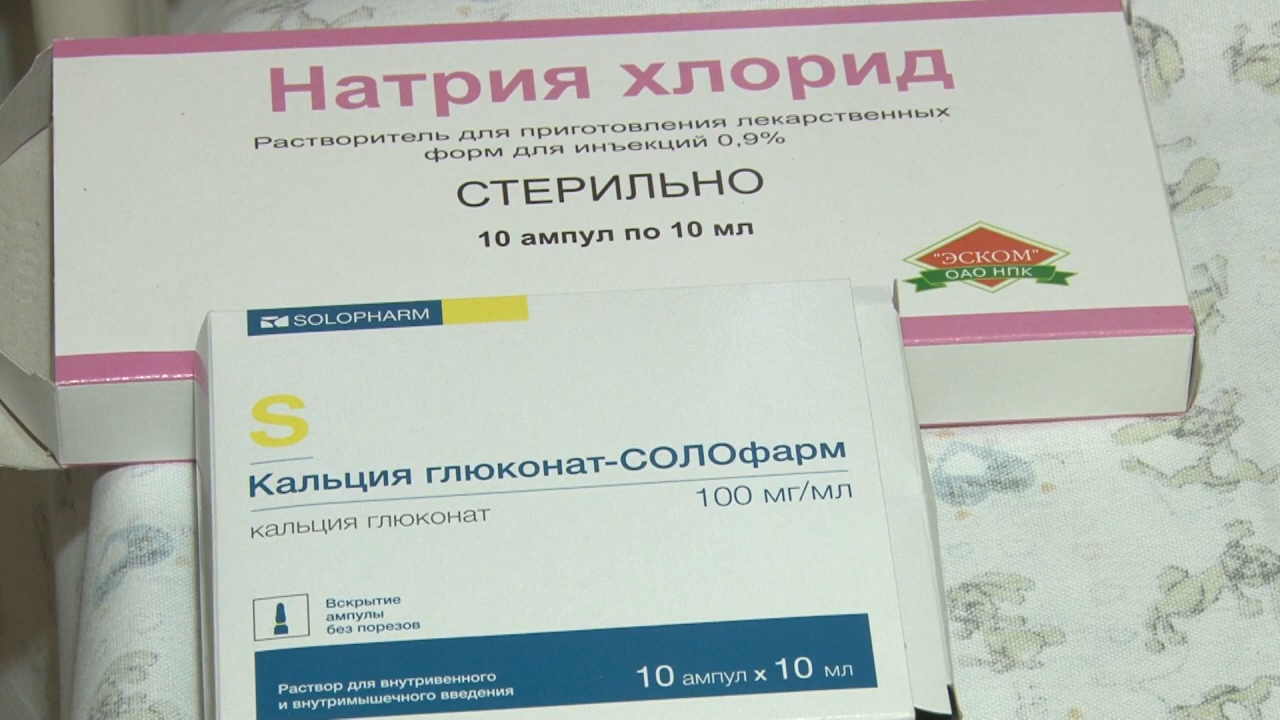 Натрия хлорид
Растворитель для приготовления лекарственных
форм для инъекций 0,9%
СТЕРИЛЬНО
10 ампул по 10 мл
"ЭСКОМ"
ОАО НПК
SOLOPHARM
S
Кальция глюконат-СОЛОфарм
100 мг/мл
кальция глюконат
Вскрытие
ампулы
без порезов
Раствор для внутривенного
и внутримышечного введения
10 ампул х 10 мл